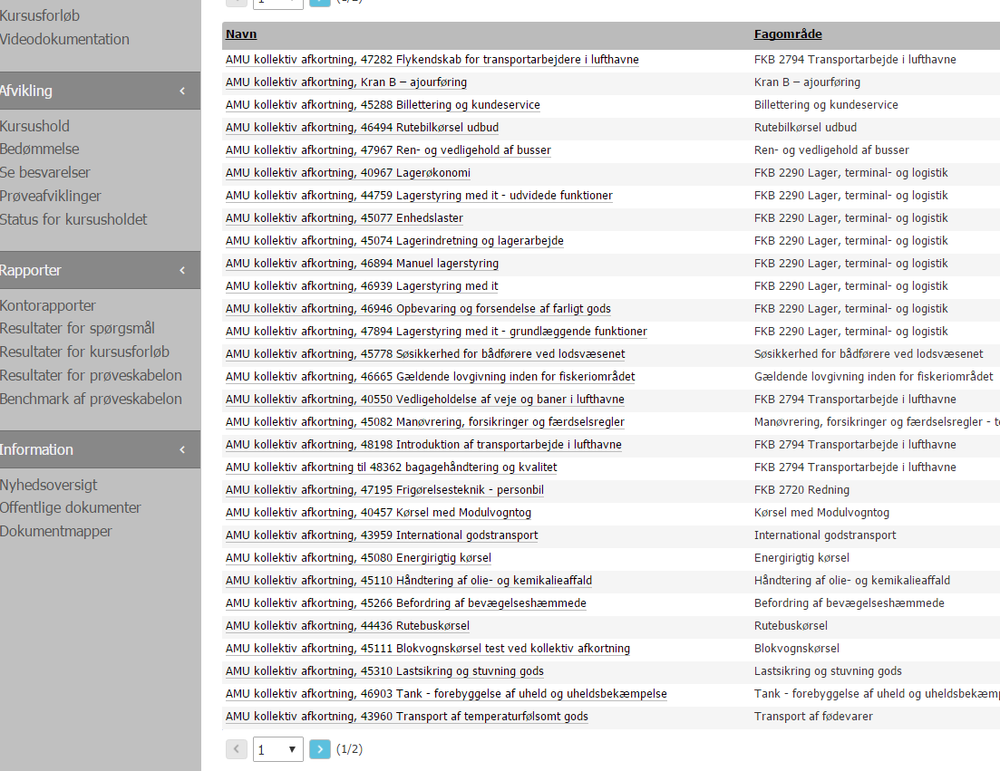 Kursusforløb
Videodokumentation
Afvikling
Kursushold
Bedømmelse
Se besvarelser
Prøveafviklinger
Status for kursusholdet
Rapporter
Kontorapporter
Resultater for spørgsmål
Resultater for kursusforløb
Resultater for prøveskabelon
Benchmark af prøveskabelon
Information
Nyhedsoversigt
Offentlige dokumenter
Dokumentmapper
1 (1/2)
Navn Fagområde
AMU kollektiv afkortning, 47282 Flykendskab for transportarbejdere i lufthavne FKB 2794 Transportarbejde i lufthavne
AMU kollektiv afkortning, Kran B – ajourføring Kran B – ajourføring
AMU kollektiv afkortning, 45288 Billettering og kundeservice Billettering og kundeservice
AMU kollektiv afkortning, 46494 Rutebilkørsel udbud Rutebilkørsel udbud
AMU kollektiv afkortning, 47967 Ren- og vedligehold af busser Ren- og vedligehold af busser
AMU kollektiv afkortning, 40967 Lagerøkonomi FKB 2290 Lager, terminal- og logistik
AMU kollektiv afkortning, 44759 Lagerstyring med it - udvidede funktioner FKB 2290 Lager, terminal- og logistik
AMU kollektiv afkortning, 45077 Enhedslaster FKB 2290 Lager, terminal- og logistik
AMU kollektiv afkortning, 45074 Lagerindretning og lagerarbejde FKB 2290 Lager, terminal- og logistik
AMU kollektiv afkortning, 46894 Manuel lagerstyring FKB 2290 Lager, terminal- og logistik
AMU kollektiv afkortning, 46939 Lagerstyring med it FKB 2290 Lager, terminal- og logistik
AMU kollektiv afkortning, 46946 Opbevaring og forsendelse af farligt gods FKB 2290 Lager, terminal- og logistik
AMU kollektiv afkortning, 47894 Lagerstyring med it - grundlæggende funktioner FKB 2290 Lager, terminal- og logistik
AMU kollektiv afkortning, 45778 Søsikkerhed for bådførere ved lodsvæsenet Søsikkerhed for bådførere ved lodsvæsenet
AMU kollektiv afkortning, 46665 Gældende lovgivning inden for fiskeriområdet Gældende lovgivning inden for fiskeriområdet
AMU kollektiv afkortning, 40550 Vedligeholdelse af veje og baner i lufthavne FKB 2794 Transportarbejde i lufthavne
AMU kollektiv afkortning, 45082 Manøvrering, forsikringer og færdselsregler Manøvrering, forsikringer og færdselsregler -
AMU kollektiv afkortning, 48198 Introduktion af transportarbejde i lufthavne FKB 2794 Transportarbejde i lufthavne
AMU kollektiv afkortning til 48362 bagagehåndtering og kvalitet FKB 2794 Transportarbejde i lufthavne
AMU kollektiv afkortning, 47195 Frigørelsesteknik - personbil FKB 2720 Redning
AMU kollektiv afkortning, 40457 Kørsel med Modulvogntog Kørsel med Modulvogntog
AMU kollektiv afkortning, 43959 International godstransport International godstransport
AMU kollektiv afkortning, 45080 Energirigtig kørsel Energirigtig kørsel
AMU kollektiv afkortning, 45110 Håndtering af olie- og kemikalieaffald Håndtering af olie- og kemikalieaffald
AMU kollektiv afkortning, 45266 Befordring af bevægelseshæmmede Befordring af bevægelseshæmmede
AMU kollektiv afkortning, 44436 Rutebuskørsel Rutebuskørsel
AMU kollektiv afkortning, 45111 Blokvognskørsel test ved kollektiv afkortning Blokvognskørsel
AMU kollektiv afkortning, 45310 Lastsikring og stuvning gods Lastsikring og stuvning gods
AMU kollektiv afkortning, 46903 Tank - forebyggelse af uheld og uheldsbekæmpelse Tank - forebyggelse af uheld og uheldsbekæmp
AMU kollektiv afkortning, 43960 Transport af temperaturfølsomt gods Transport af fødevarer
1 (1/2)